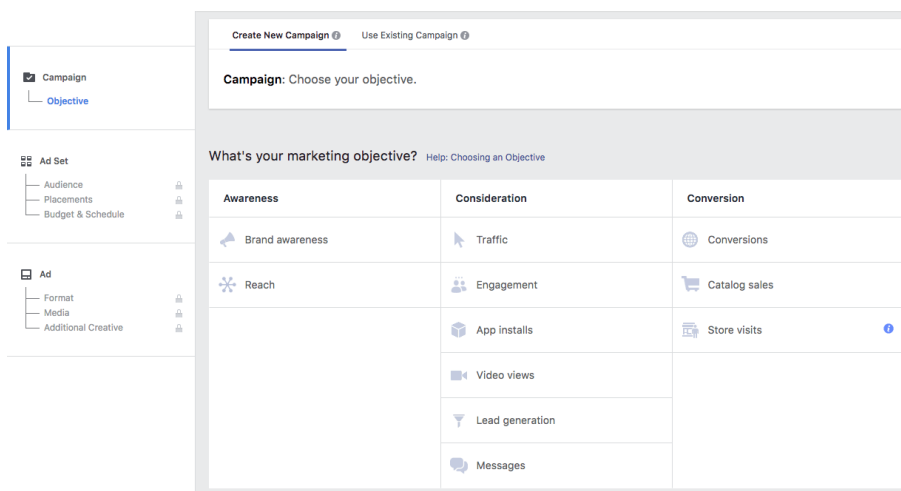 Create New Campaign Use Existing Campaign
Campaign: Choose your objective.
Campaign
Objective
Ad Set
Audience
Placements
Budget & Schedule
Ad
Format
Media
Additional Creative
What's your marketing objective? Help: Choosing an Objective
Awareness
Brand awareness
Reach
Consideration
Traffic
Engagement
App installs
Video views
Lead generation
Messages
Conversion
Conversions
Catalog sales
Store visits